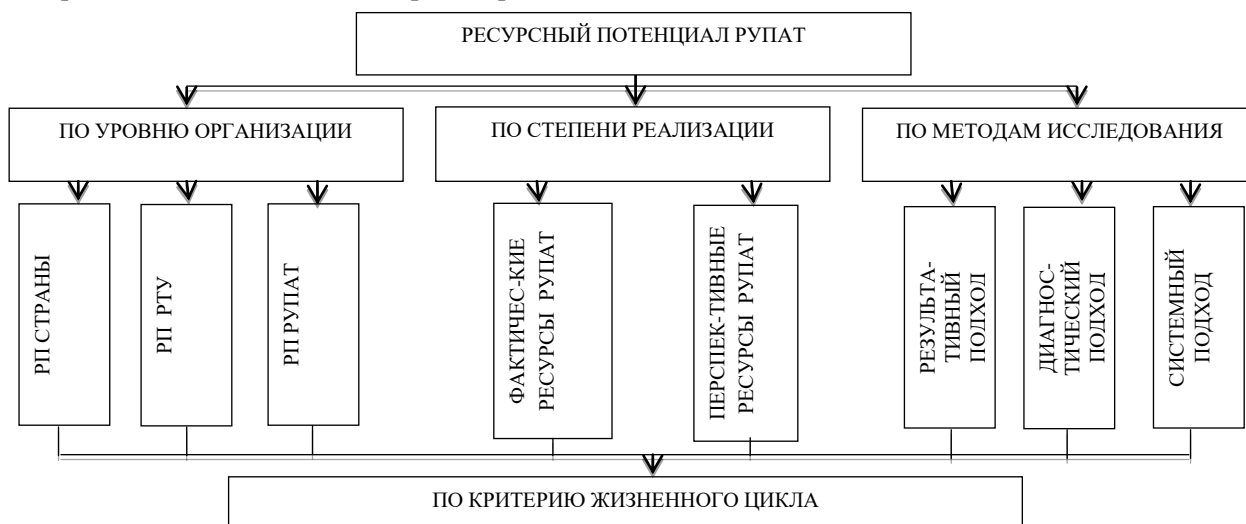 РЕСУРСНЫЙ ПОТЕНЦИАЛ РУПАТ
ПО УРОВНЮ ОРГАНИЗАЦИИ
ПО СТЕПЕНИ РЕАЛИЗАЦИИ
ПО МЕТОДАМ ИССЛЕДОВАНИЯ
РП СТРАНЫ
РП РТУ
РП РУПАТ
ФАКТИЧЕС-КИЕ
РЕСУРСЫ РУПАТ
ПЕРСПЕК-ТИВНЫЕ
РЕСУРСЫ РУПАТ
РЕЗУЛЬТА-
ТИВНЫЙ
ПОДХОД
ДИАГНОС-
ТИЧЕСКИЙ
ПОДХОД
СИСТЕМНЫЙ
ПОДХОД
ПО КРИТЕРИЮ ЖИЗНЕННОГО ЦИКЛА